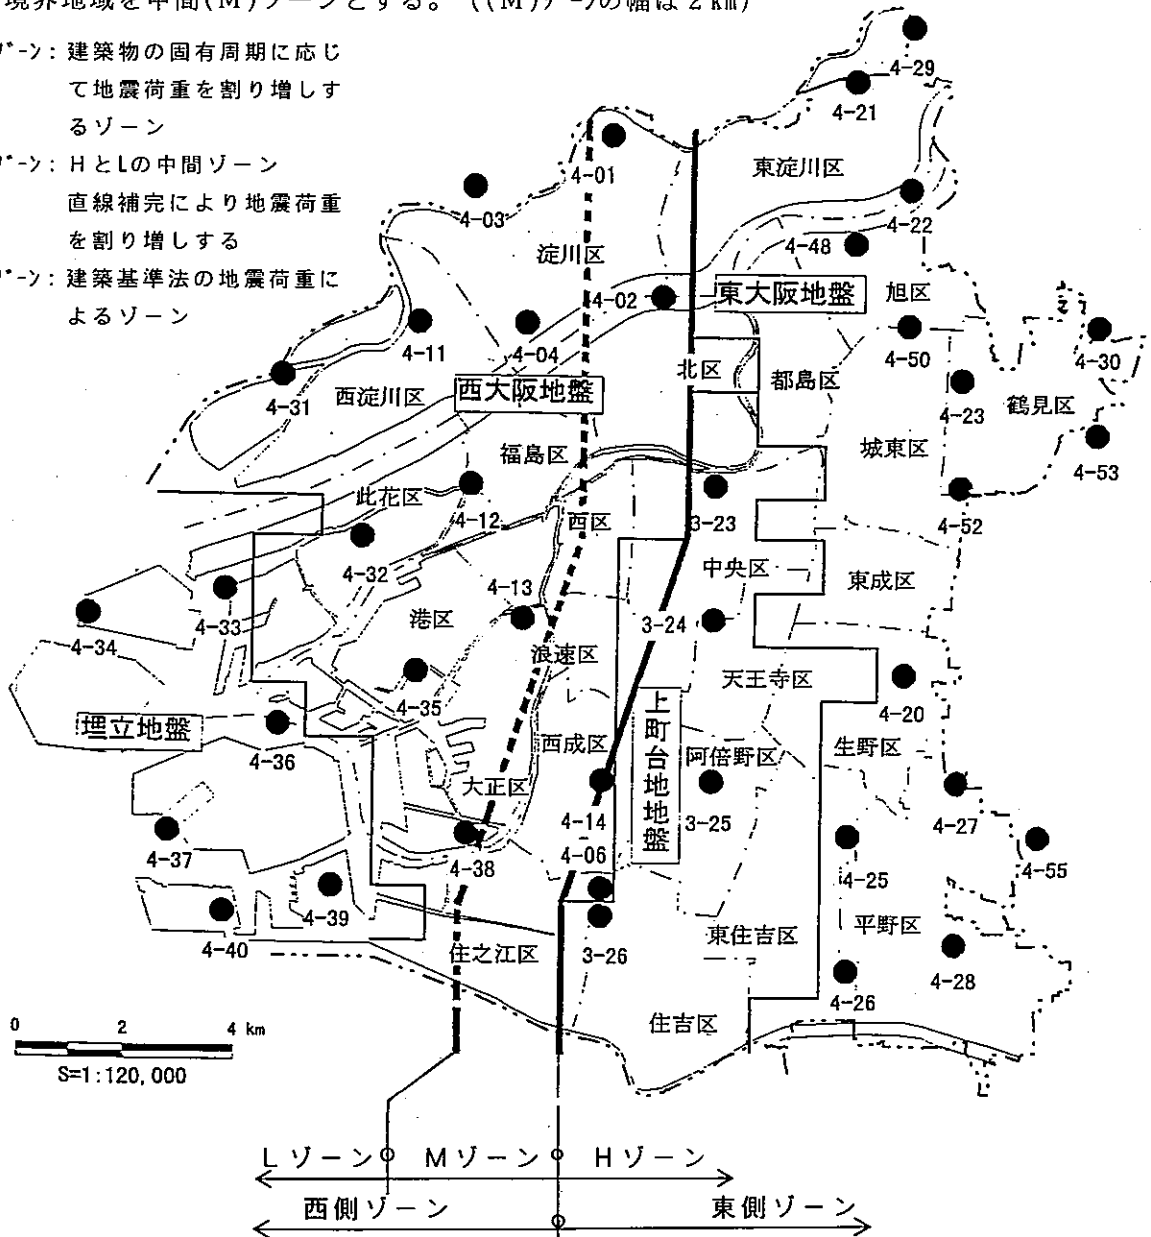 境界地域を中間(M)ゾーンとする。 ((M)ｿﾞｰﾝの幅は2km)
ｿﾞｰﾝ: 建築物の固有周期に応じ
て地震荷重を割り増しす
るゾーン
ｿﾞｰﾝ: HとLの中間ゾーン
直線補完により地震荷重
を割り増しする
ｿﾞｰﾝ: 建築基準法の地震荷重に
よるゾーン
4-29
4-21
4-01
東淀川区
4-03
4-22
淀川区
4-48
4-02
東大阪地盤
旭区
4-11
4-04
4-50
4-30
北区
都島区
4-31
西淀川区
西大阪地盤
4-23
鶴見区
福島区
城東区
4-53
此花区
4-12
西区
3-23
4-52
4-32
中央区
東成区
4-13
4-33
港区
3-24
4-34
浪速区
天王寺区
4-35
4-20
埋立地盤
上町台地地盤
西成区
阿倍野区
生野区
4-36
大正区
4-14
3-25
4-27
4-37
4-06
4-38
4-55
4-25
4-39
平野区
4-40
住之江区
3-26
東住吉区
4-28
4-26
住吉区
0 2 4 km
S=1:120,000
Lゾーン Mゾーン Hゾーン
西側ゾーン 東側ゾーン